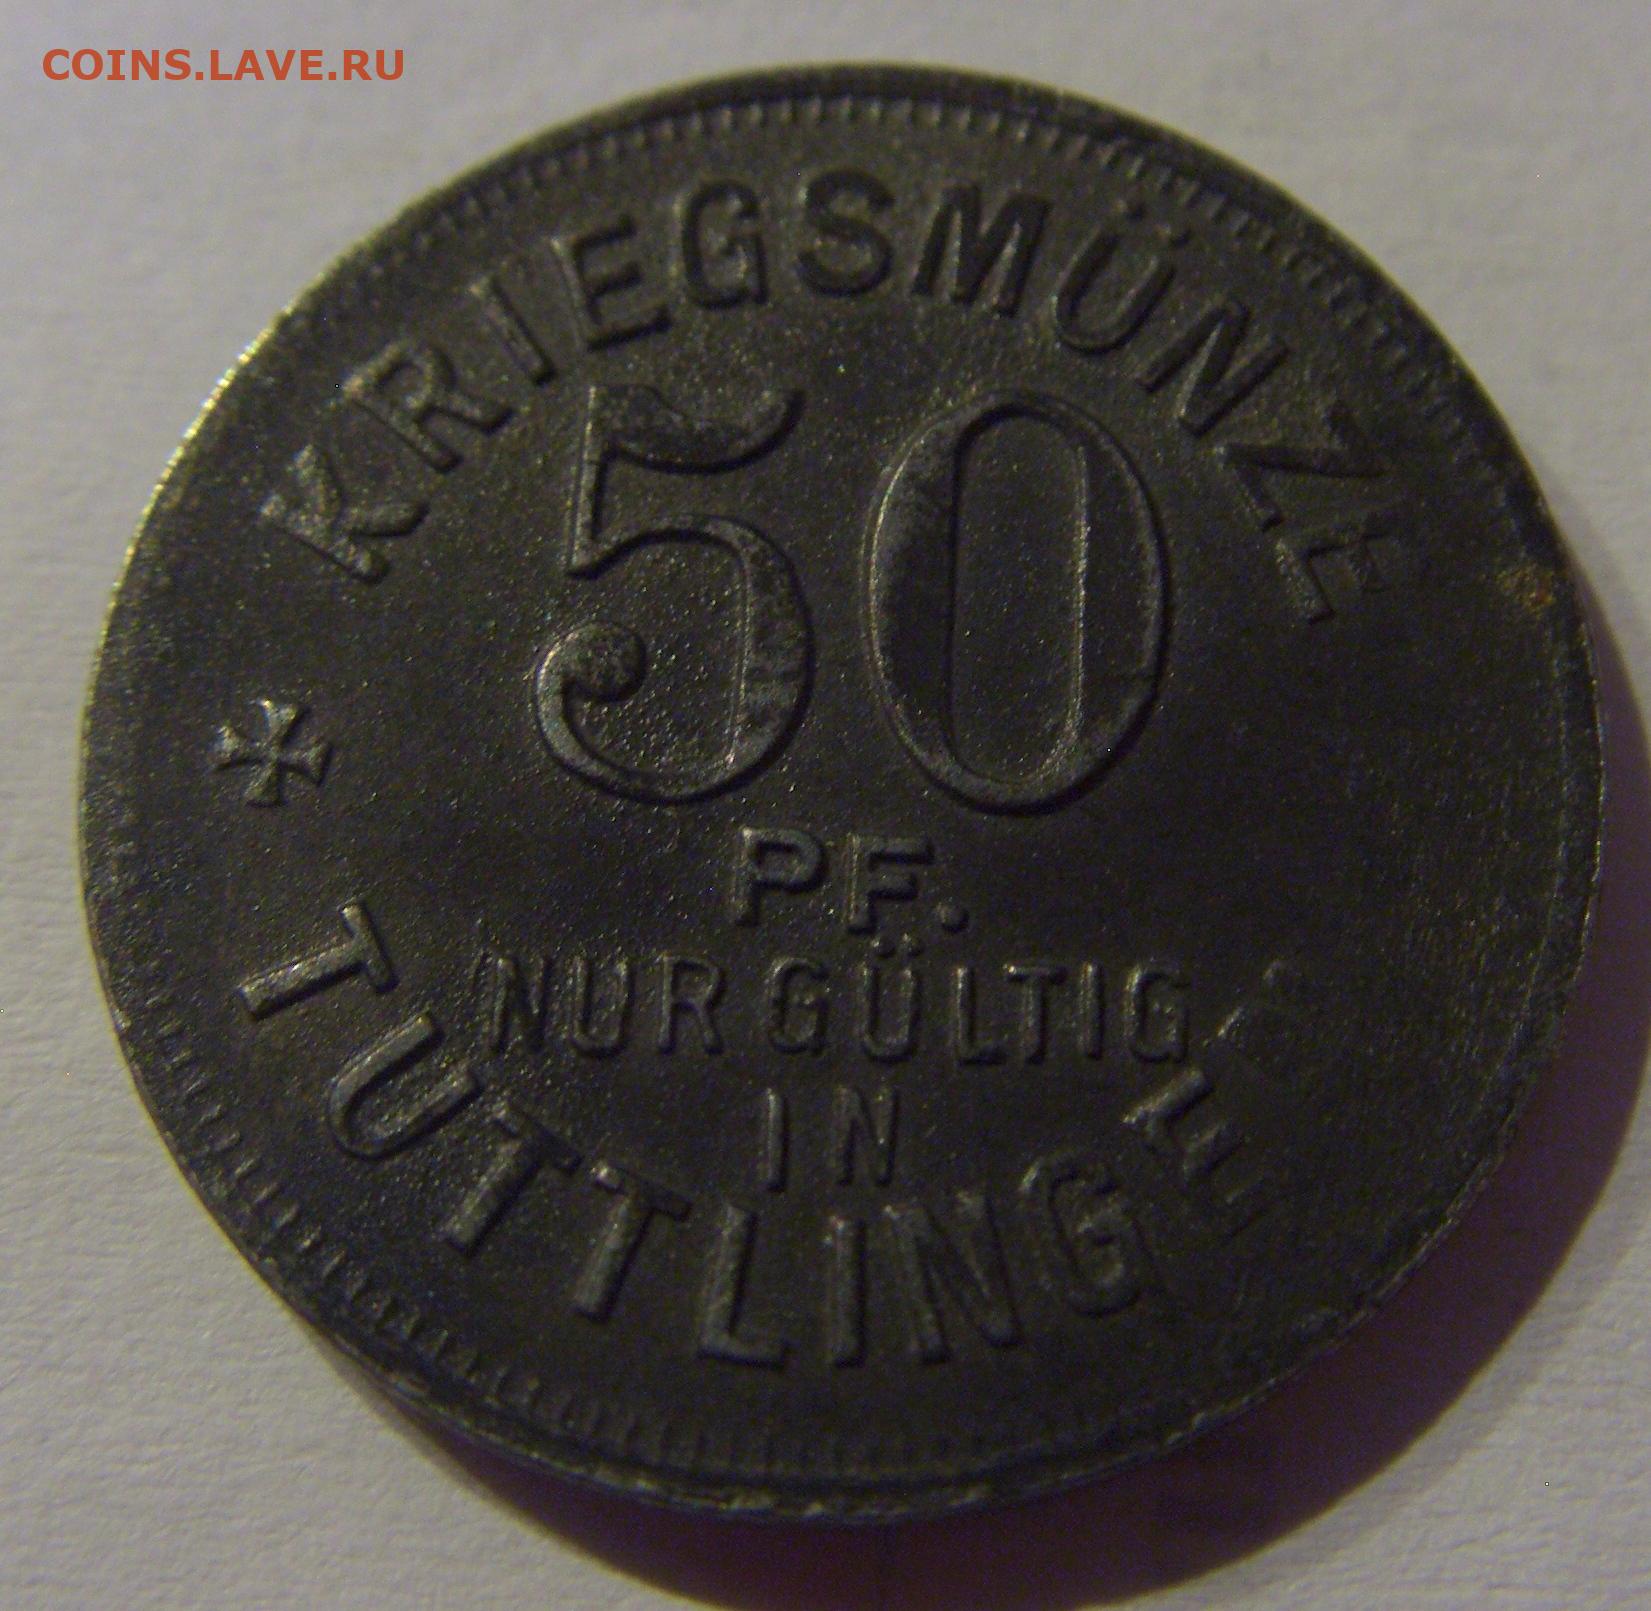 COINS.LAVE.RU
KRIEGSMÜNZE
50
PF.
NUR GÜLTIG
IN
TUTTLINGEN